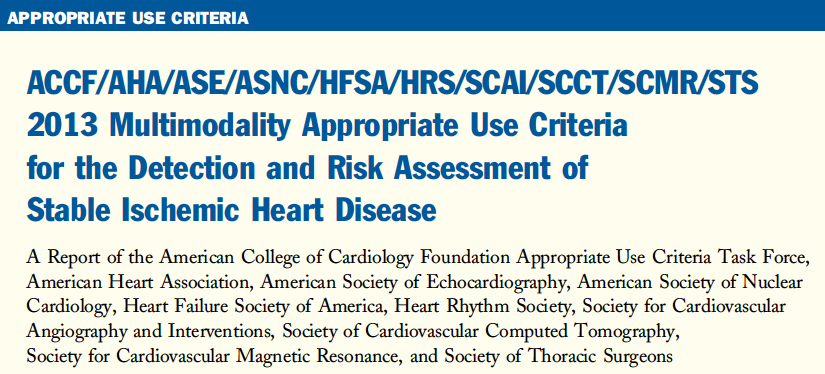 APPROPRIATE USE CRITERIA
ACCF/AHA/ASE/ASNC/HFSA/HRS/SCAI/SCCT/SCMR/STS
2013 Multimodality Appropriate Use Criteria
for the Detection and Risk Assessment of
Stable Ischemic Heart Disease
A Report of the American College of Cardiology Foundation Appropriate Use Criteria Task Force,
American Heart Association, American Society of Echocardiography, American Society of Nuclear
Cardiology, Heart Failure Society of America, Heart Rhythm Society, Society for Cardiovascular
Angiography and Interventions, Society of Cardiovascular Computed Tomography,
Society for Cardiovascular Magnetic Resonance, and Society of Thoracic Surgeons